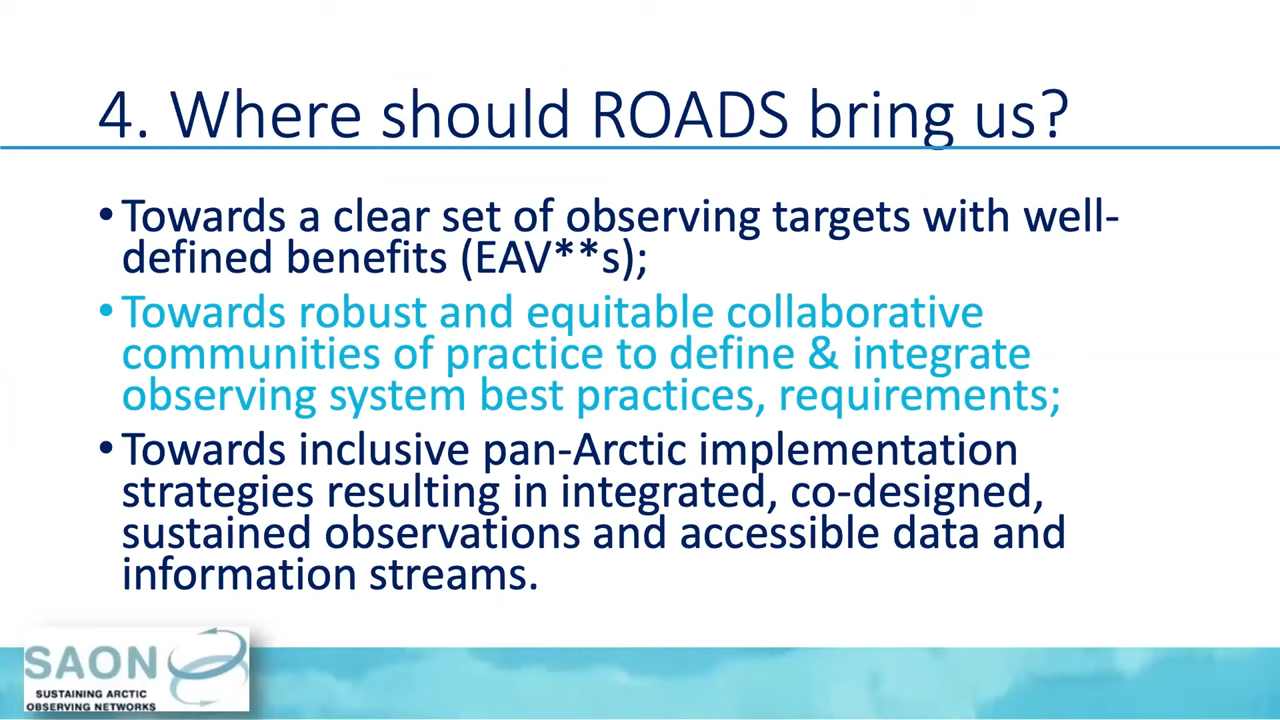 4. Where should ROADS bring us?
•Towards a clear set of observing targets with well-
defined benefits (EAV**s);
•Towards robust and equitable collaborative
communities of practice to define & integrate
observing system best practices, requirements;
•Towards inclusive pan-Arctic implementation
strategies resulting in integrated, co-designed,
sustained observations and accessible data and
information streams.
SAON
SUSTAINING ARCTIC
OBSERVING NETWORKS